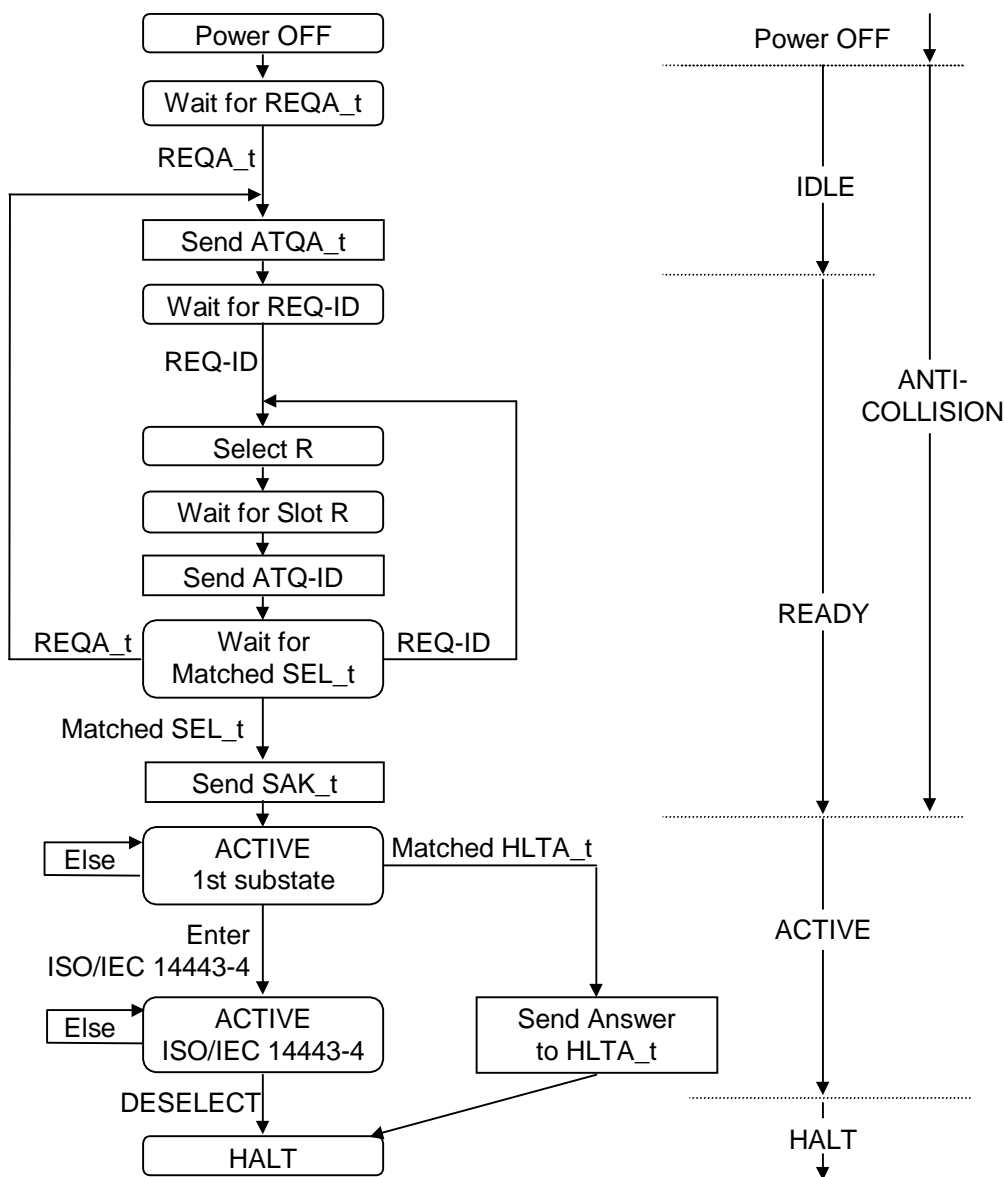 Power OFF
Wait for REQA_t
REQA_t
Send ATQA_t
Wait for REQ-ID
REQ-ID
Select R
Wait for Slot R
Send ATQ-ID
REQA_t
Wait for
Matched SEL_t
REQ-ID
Matched SEL_t
Send SAK_t
Else
ACTIVE
1st substate
Matched HLTA_t
Enter
ISO/IEC 14443-4
Else
ACTIVE
ISO/IEC 14443-4
Send Answer
to HLTA_t
DESELECT
HALT
Power OFF
IDLE
ANTI-
COLLISION
READY
ACTIVE
HALT